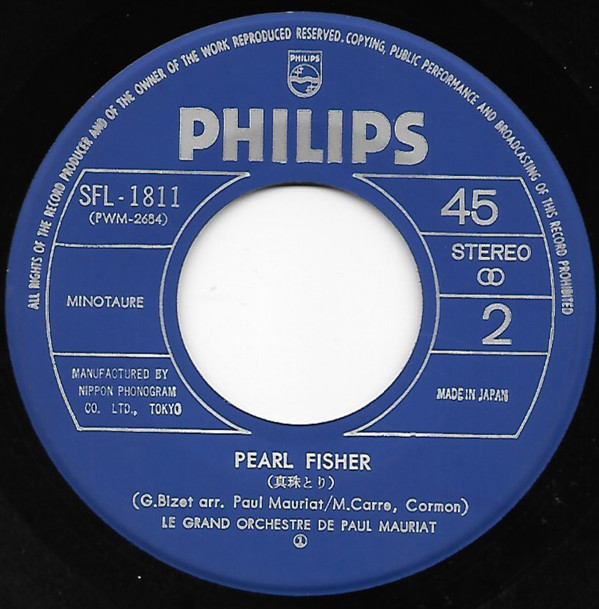 ALL RIGHTS OF THE RECORD PRODUCER AND OF THE OWNER OF THE WORK REPRODUCED RESERVED. COPYING, PUBLIC PERFORMANCE AND BROADCASTING OF THIS RECORD PROHIBITED
PHILIPS
PHILIPS
SFL-1811
(PWM-2684)
45
STEREO
MINOTAURE
2
MANUFACTURED BY
NIPPON PHONOGRAM
CO. LTD., TOKYO
MADE IN JAPAN
PEARL FISHER
(真珠とり)
(G.Bizet arr. Paul Mauriat/M.Carre, Cormon)
LE GRAND ORCHESTRE DE PAUL MAURIAT
①